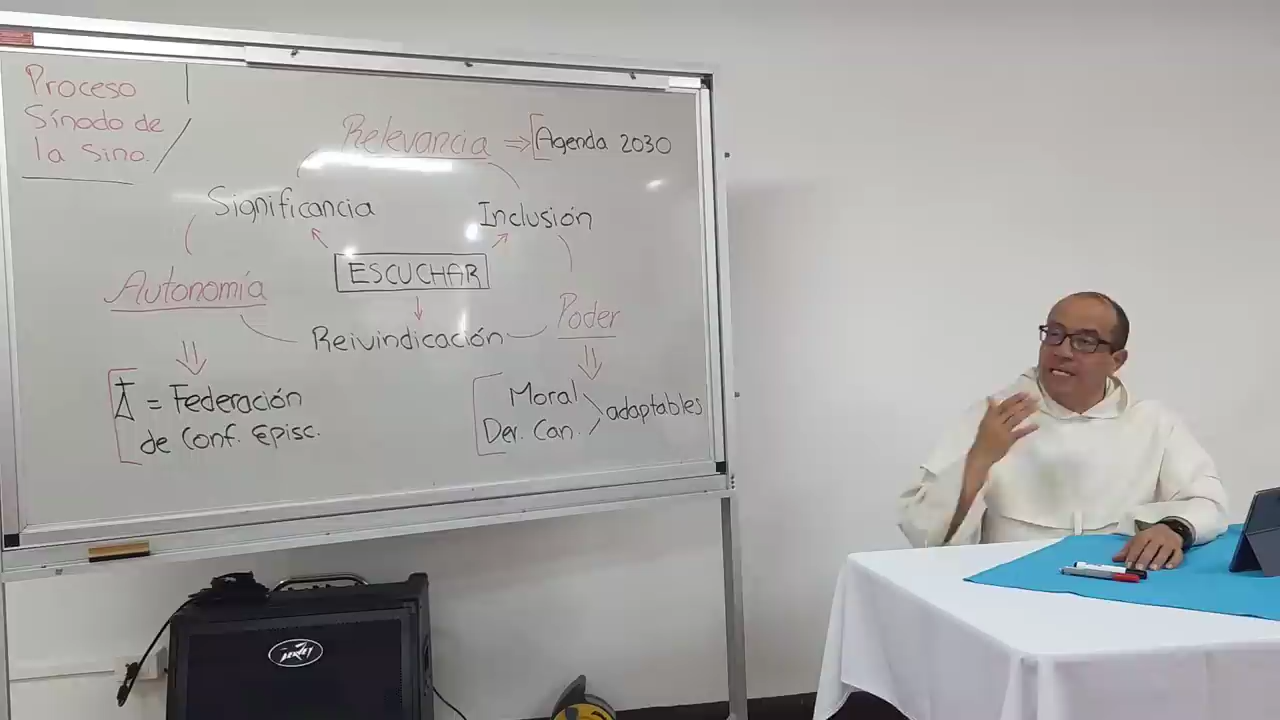 Proceso
Sínodo de
la Sino.
Relevancia ⇒ [Agenda 2030
Significancia
Inclusión
ESCUCHAR
Autonomía
Poder
Reivindicación
= Federación
de Conf. Episc.
Moral
Der. Can.
adaptables
PEAVEY